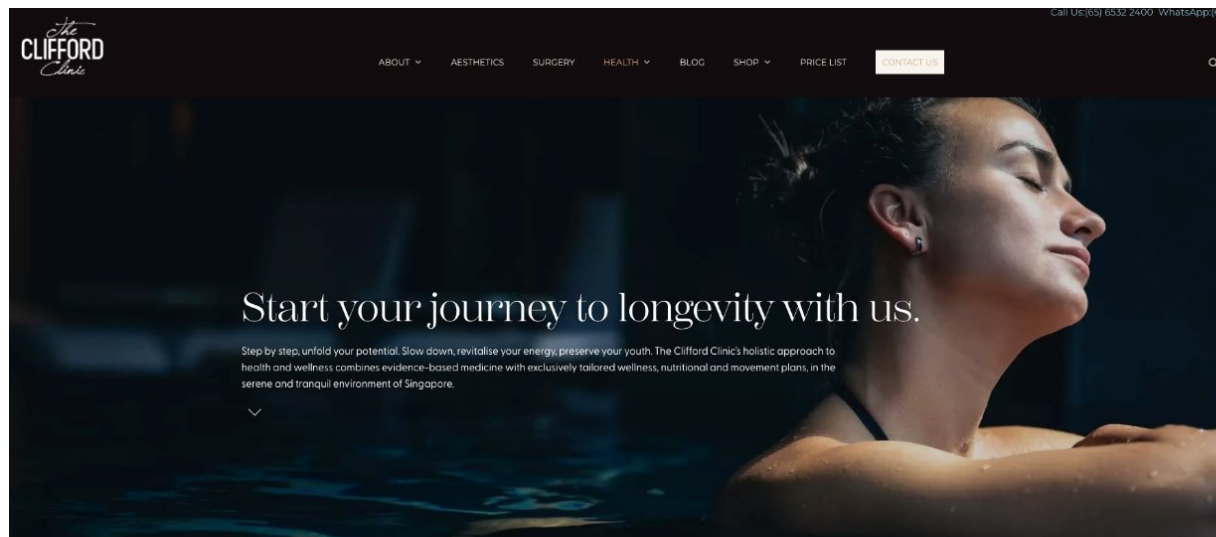 Call Us:(65) 6532 2400 WhatsApp:(
The
CLIFFORD
Clinic
ABOUT AESTHETICS SURGERY HEALTH BLOG SHOP PRICE LIST CONTACT US
Start your journey to longevity with us.
Step by step, unfold your potential. Slow down, revitalise your energy, preserve your youth. The Clifford Clinic's holistic approach to
health and wellness combines evidence-based medicine with exclusively tailored wellness, nutritional and movement plans, in the
serene and tranquil environment of Singapore.